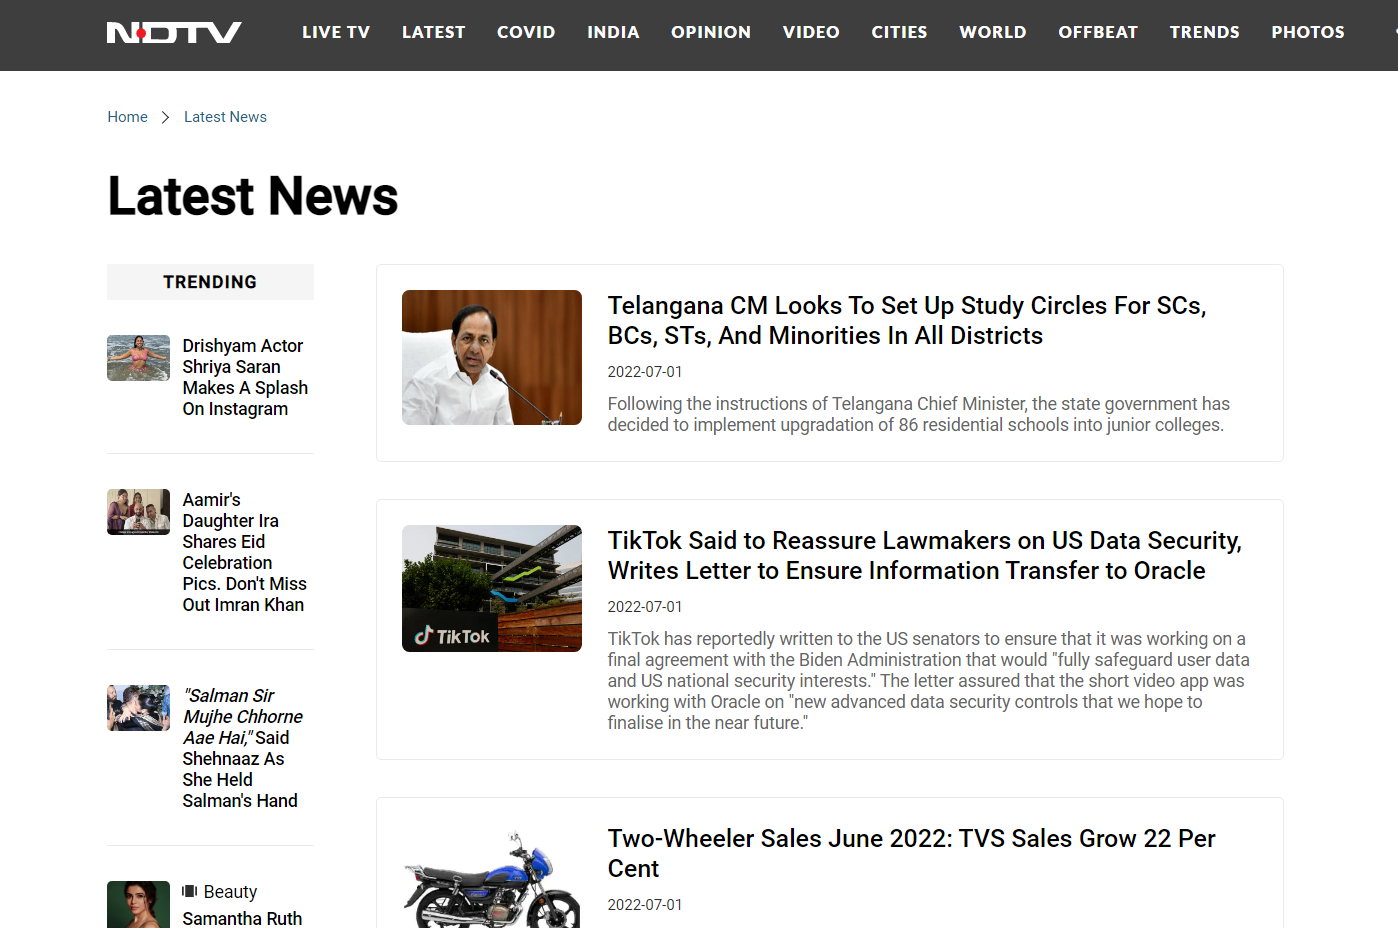 NDTV
LIVE TV LATEST COVID INDIA OPINION VIDEO CITIES WORLD OFFBEAT TRENDS PHOTOS
Home > Latest News
Latest News
TRENDING
Drishyam Actor
Shriya Saran
Makes A Splash
On Instagram
Aamir's
Daughter Ira
Shares Eid
Celebration
Pics. Don't Miss
Out Imran Khan
"Salman Sir
Mujhe Chhorne
Aae Hai," Said
Shehnaaz As
She Held
Salman's Hand
Beauty
Samantha Ruth
Telangana CM Looks To Set Up Study Circles For SCs,
BCs, STs, And Minorities In All Districts
2022-07-01
Following the instructions of Telangana Chief Minister, the state government has
decided to implement upgradation of 86 residential schools into junior colleges.
TikTok
TikTok Said to Reassure Lawmakers on US Data Security,
Writes Letter to Ensure Information Transfer to Oracle
2022-07-01
TikTok has reportedly written to the US senators to ensure that it was working on a
final agreement with the Biden Administration that would "fully safeguard user data
and US national security interests." The letter assured that the short video app was
working with Oracle on "new advanced data security controls that we hope to
finalise in the near future."
Two-Wheeler Sales June 2022: TVS Sales Grow 22 Per
Cent
2022-07-01